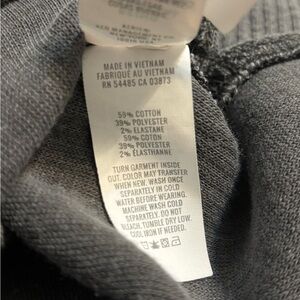 MADE IN VIETNAM
FABRIQUÉ AU VIETNAM
RN 54485 CA 03873
59% COTTON
39% POLYESTER
2% ELASTANE
59% COTON
39% POLYESTER
2% ÉLASTHANNE
TURN GARMENT INSIDE
OUT. COLOR MAY TRANSFER
WHEN NEW. WASH ONCE
SEPARATELY IN COLD
WATER BEFORE WEARING.
MACHINE WASH COLD
SEPARATELY. DO NOT
BLEACH. TUMBLE DRY LOW.
COOL IRON IF NEEDED.